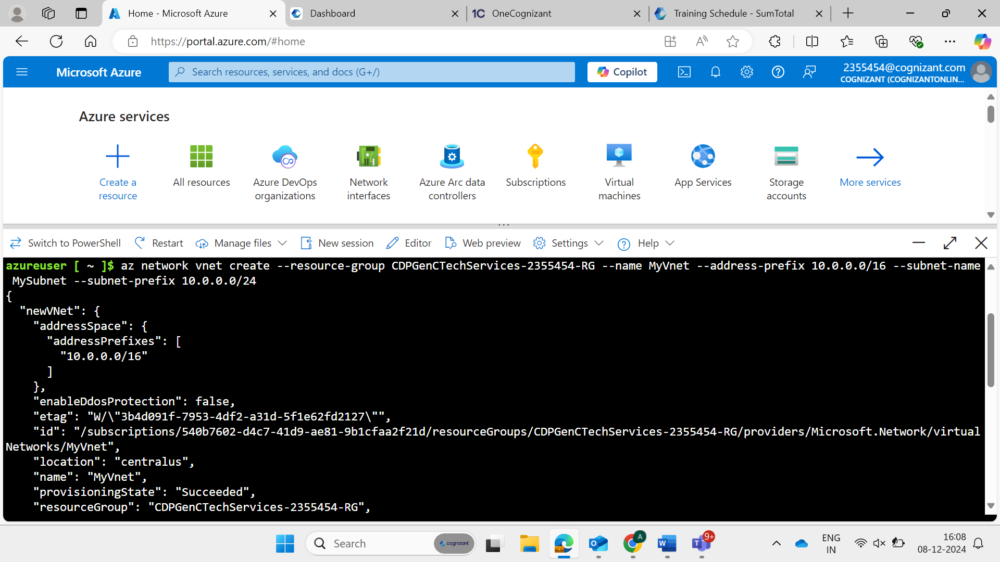 Home - Microsoft Azure
Dashboard
1C OneCognizant
Training Schedule - SumTotal
https://portal.azure.com/#home
Microsoft Azure
Search resources, services, and docs (G+/)
Copilot
2355454@cognizant.com
COGNIZANT (COGNIZANTONLIN...
Azure services
Create a resource
All resources
Azure DevOps organizations
Network interfaces
Azure Arc data controllers
Subscriptions
Virtual machines
App Services
Storage accounts
More services
Switch to PowerShell
Restart
Manage files
New session
Editor
Web preview
Settings
Help
azureuser [ ~ ]$ az network vnet create --resource-group CDPGenCTechServices-2355454-RG --name MyVnet --address-prefix 10.0.0.0/16 --subnet-name
MySubnet --subnet-prefix 10.0.0.0/24
{
"newVNet": {
"addressSpace": {
"addressPrefixes": [
"10.0.0.0/16"
]
},
"enableDdosProtection": false,
"etag": "W/\"3b4d091f-7953-4df2-a31d-5f1e62fd2127\"",
"id": "/subscriptions/540b7602-d4c7-41d9-ae81-9b1cfaa2f21d/resourceGroups/CDPGenCTechServices-2355454-RG/providers/Microsoft.Network/virtual
Networks/MyVnet",
"location": "centralus",
"name": "MyVnet",
"provisioningState": "Succeeded",
"resourceGroup": "CDPGenCTechServices-2355454-RG",
Search
cognizant
A
9+
ENG
IN
16:08
08-12-2024